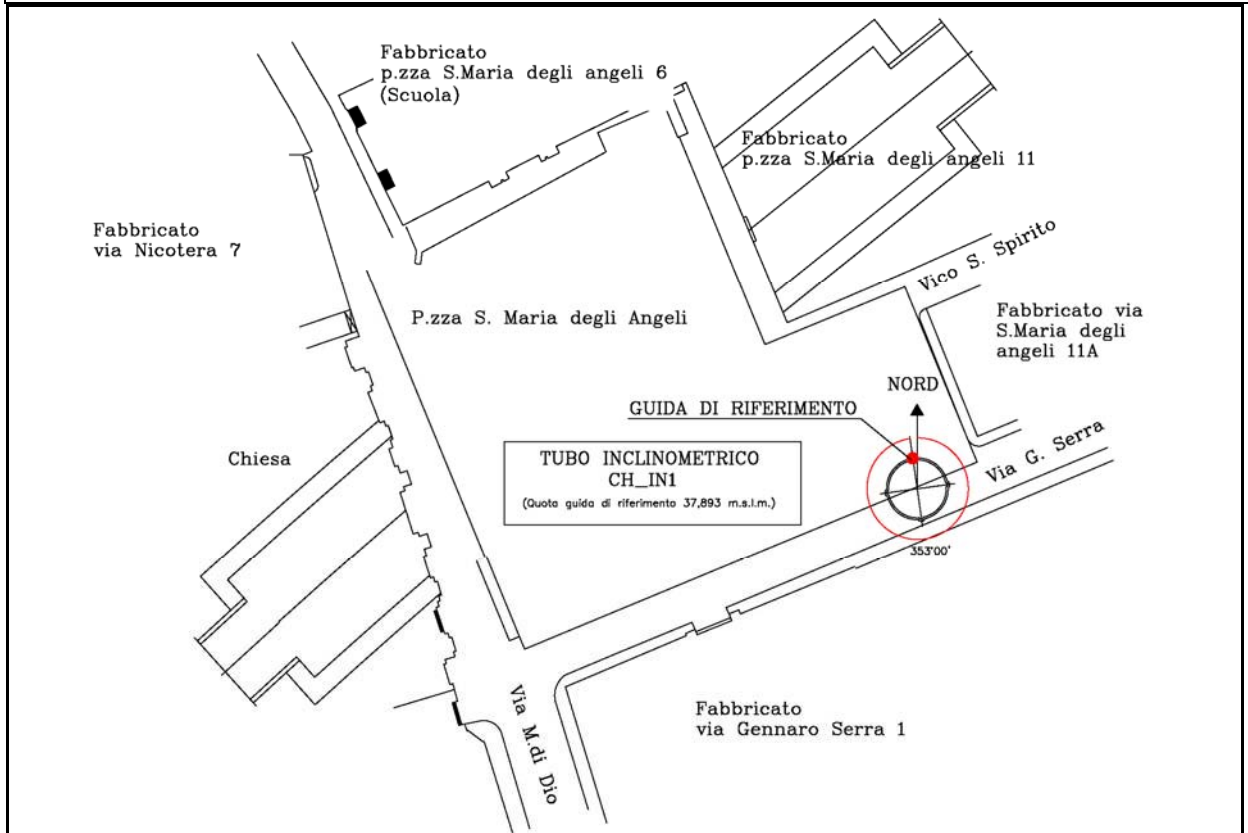 Fabbricato
p.zza S.Maria degli angeli 6
(Scuola)
Fabbricato
p.zza S.Maria degli angeli 11
Fabbricato
via Nicotera 7
Vico S. Spirito
P.zza S. Maria degli Angeli
Fabbricato via
S.Maria degli
angeli 11A
NORD
GUIDA DI RIFERIMENTO
Chiesa
TUBO INCLINOMETRICO
CH_IN1
(Quota guida di riferimento 37,893 m.s.l.m.)
Via G. Serra
353°00'
Via M.di Dio
Fabbricato
via Gennaro Serra 1